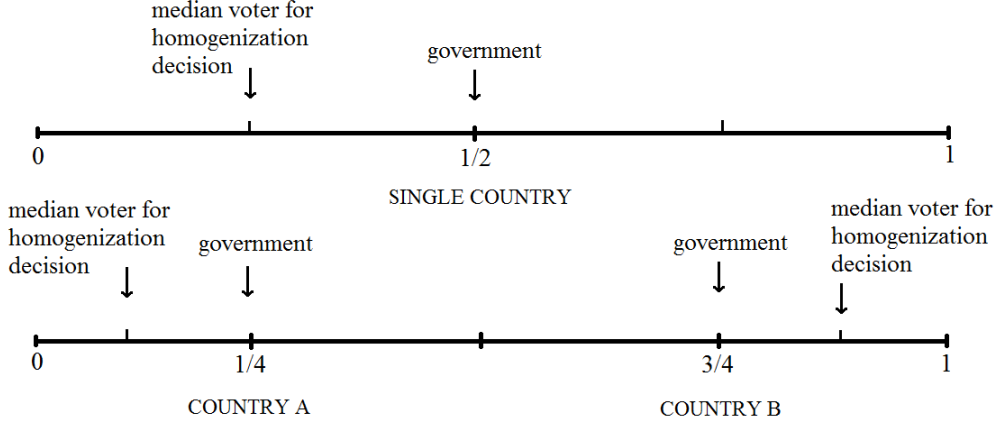 median voter for
homogenization
decision
government
0
1/2
1
SINGLE COUNTRY
median voter for
homogenization
decision
government
government
median voter for
homogenization
decision
0
1/4
3/4
1
COUNTRY A
COUNTRY B